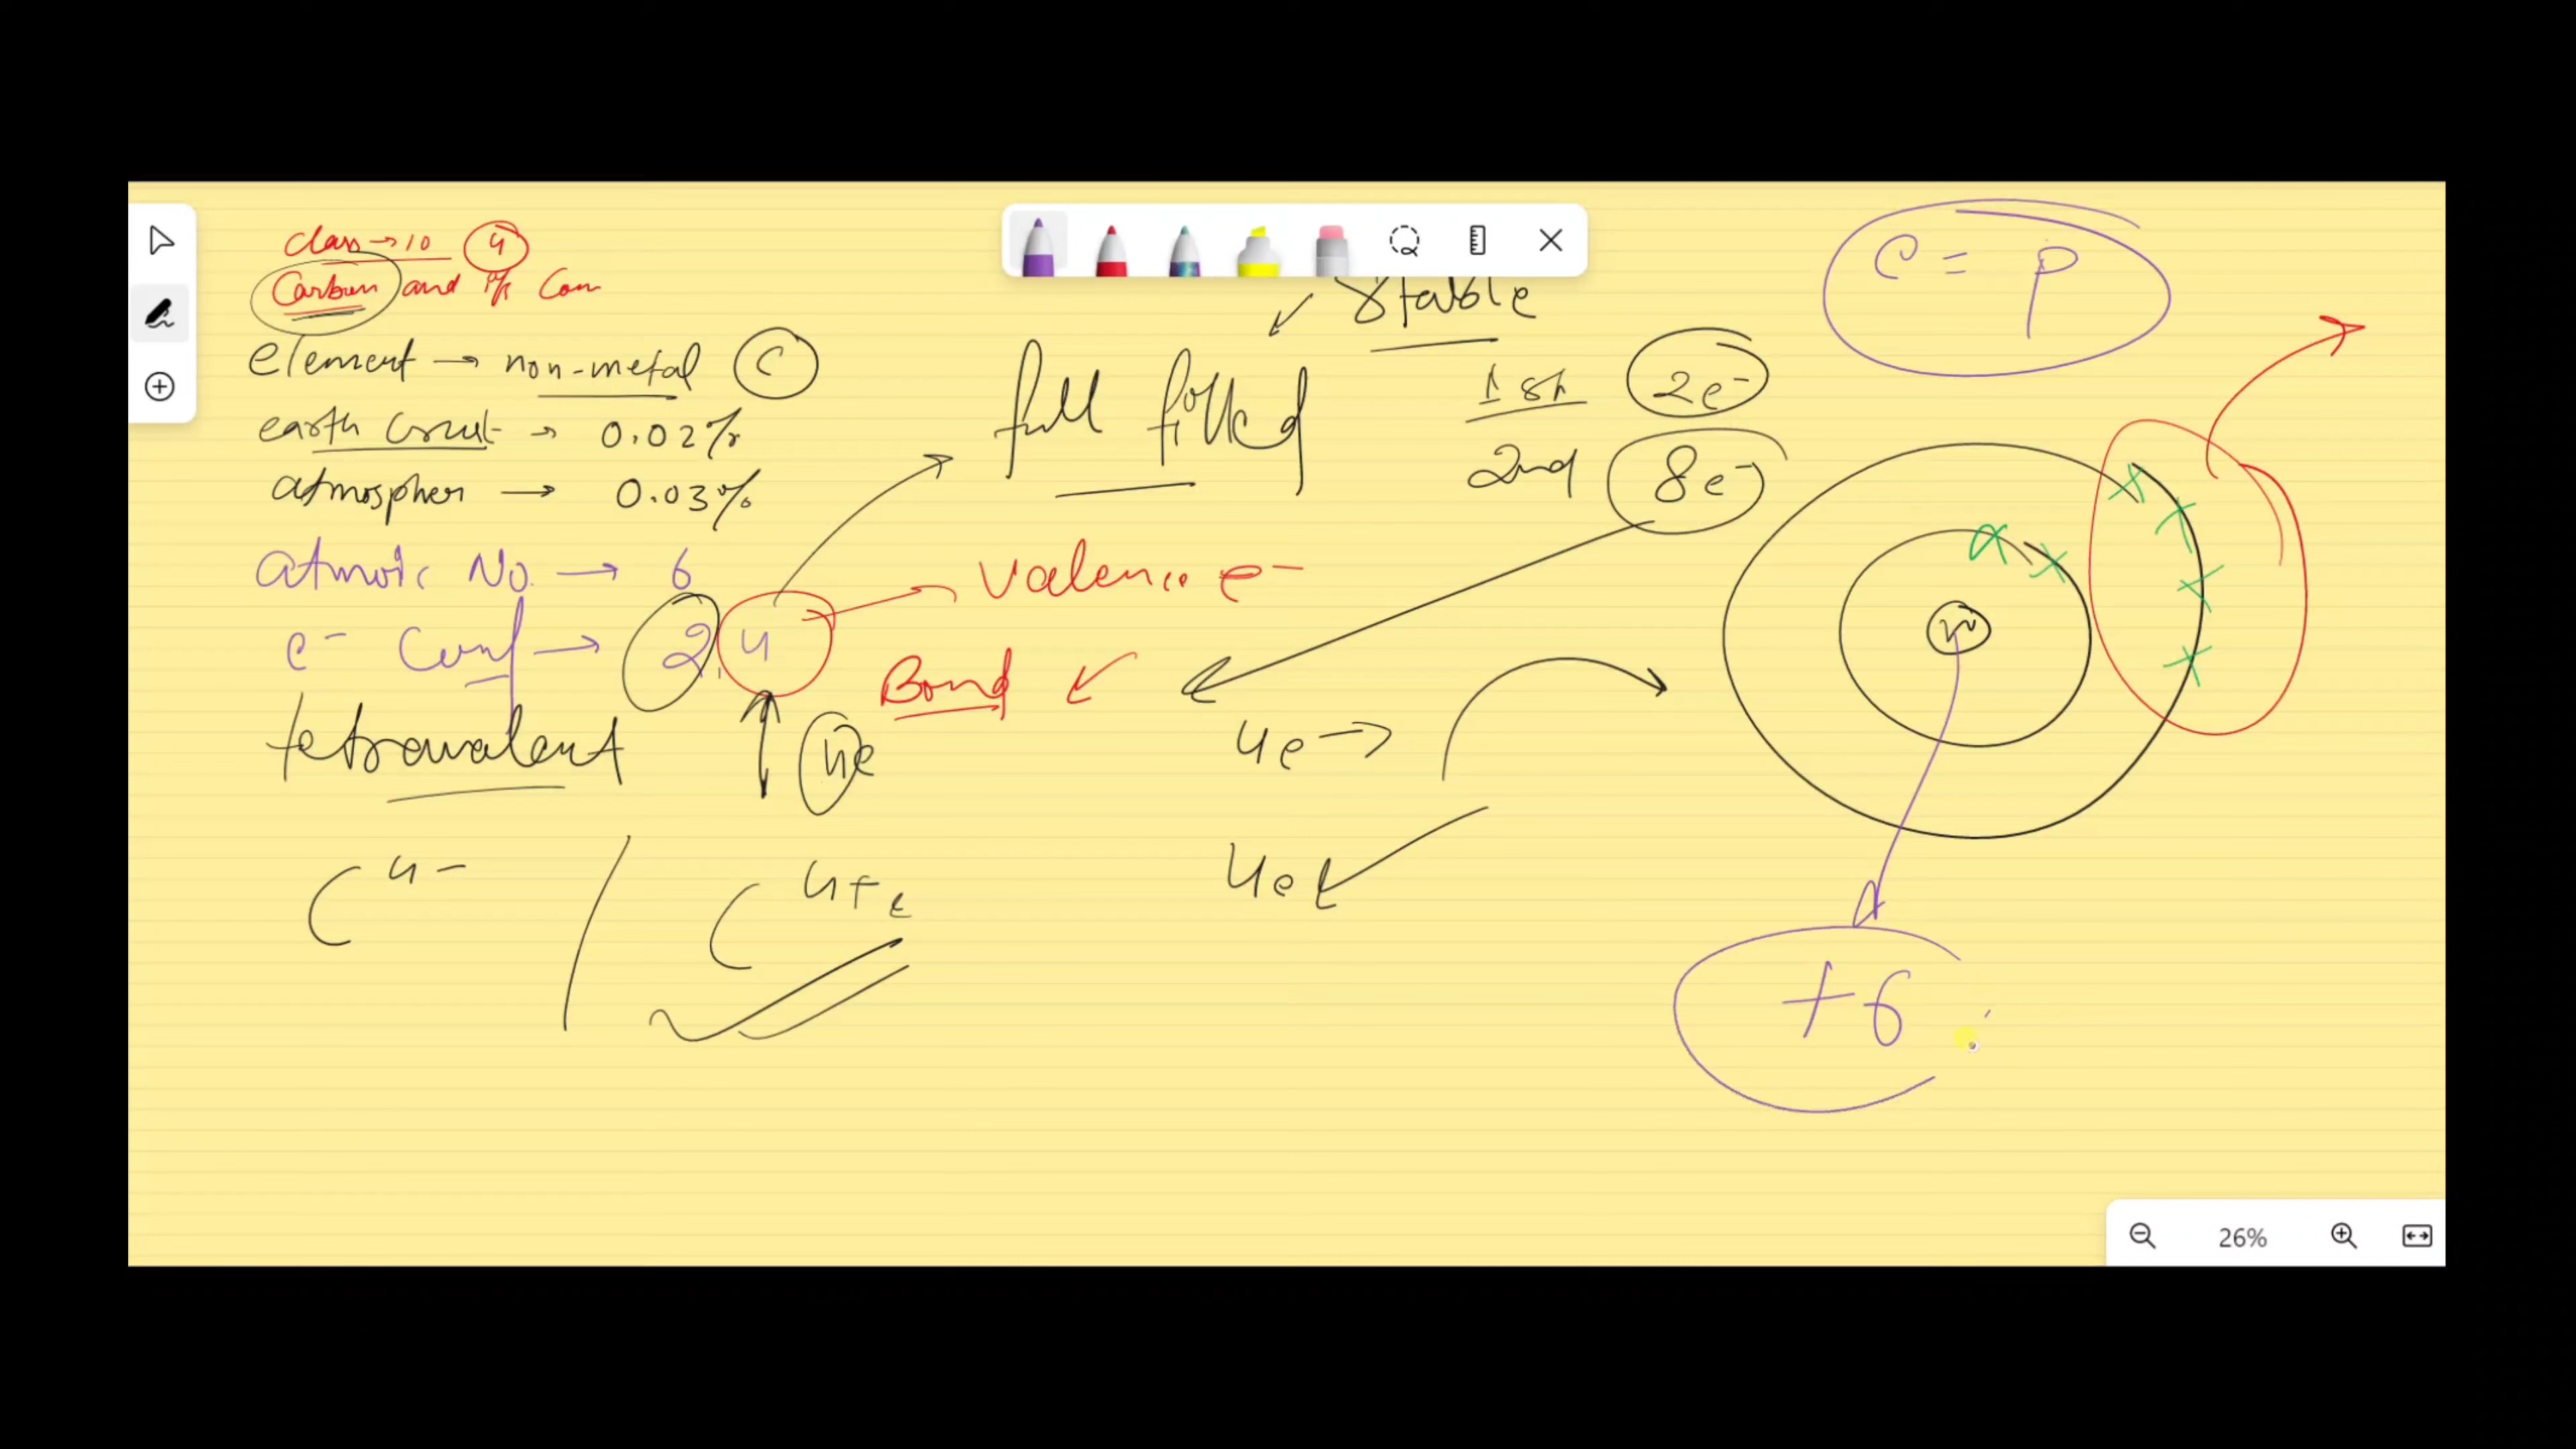 class → 10 4
Carbon and its Com
element → non-metal C
earth crust → 0.02%
atmospher → 0.03%
atmoic No. → 6
e- Conf → 2,4
tetravalent
4e
C4-
C4+
stable
full filled
1st 2e-
2nd 8e-
Valence e-
Bond
4e →
4e
e = p
+6
26%